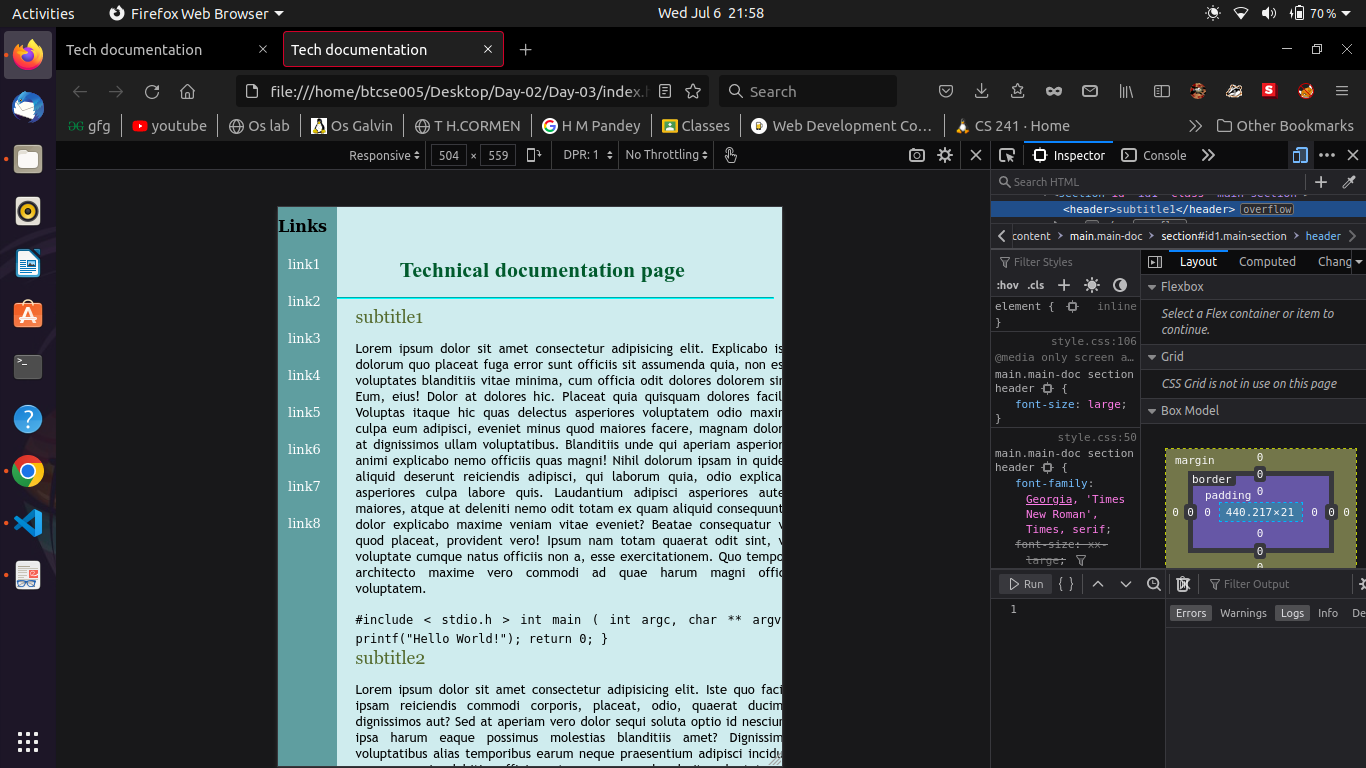 Activities
Firefox Web Browser
Wed Jul 6 21:58
70 %
Tech documentation
Tech documentation
file:///home/btcse005/Desktop/Day-02/Day-03/index.h
Search
gfg
youtube
Os lab
Os Galvin
T H.CORMEN
H M Pandey
Classes
Web Development Co…
CS 241 · Home
Other Bookmarks
Responsive
504 × 559
DPR: 1
No Throttling
Inspector
Console
Search HTML
<header>subtitle1</header>
overflow
content
main.main-doc
section#id1.main-section
header
Filter Styles
Layout
Computed
Chang
:hov .cls
Flexbox
element { inline
}
Select a Flex container or item to
continue.
style.css:106
@media only screen a…
Grid
main.main-doc section
header {
CSS Grid is not in use on this page
font-size: large;
}
Box Model
style.css:50
main.main-doc section
header {
font-family:
Georgia, 'Times
New Roman',
Times, serif;
font-size: xx-
large;
margin
0
border
0
padding
0
0 0 0 440.217×21 0 0 0
0
0
Run
Filter Output
1
Errors
Warnings
Logs
Info
De
Links
link1
link2
link3
link4
link5
link6
link7
link8
Technical documentation page
subtitle1
Lorem ipsum dolor sit amet consectetur adipisicing elit. Explicabo is
dolorum quo placeat fuga error sunt officiis sit assumenda quia, non es
voluptates blanditiis vitae minima, cum officia odit dolores dolorem sin
Eum, eius! Dolor at dolores hic. Placeat quia quisquam dolores facil
Voluptas itaque hic quas delectus asperiores voluptatem odio maxin
culpa eum adipisci, eveniet minus quod maiores facere, magnam dolor
at dignissimos ullam voluptatibus. Blanditiis unde qui aperiam asperior
animi explicabo nemo officiis quas magni! Nihil dolorum ipsam in quide
aliquid deserunt reiciendis adipisci, qui laborum quia, odio explica
asperiores culpa labore quis. Laudantium adipisci asperiores aute
maiores, atque at deleniti nemo odit totam ex quam aliquid consequunt
dolor explicabo maxime veniam vitae eveniet? Beatae consequatur v
quod placeat, provident vero! Ipsum nam totam quaerat odit sint, v
voluptate cumque natus officiis non a, esse exercitationem. Quo tempo
architecto maxime vero commodi ad quae harum magni offic
voluptatem.
#include < stdio.h > int main ( int argc, char ** argv
printf("Hello World!"); return 0; }
subtitle2
Lorem ipsum dolor sit amet consectetur adipisicing elit. Iste quo faci
ipsam reiciendis commodi corporis, placeat, odio, quaerat ducim
dignissimos aut? Sed at aperiam vero dolor sequi soluta optio id nesciun
ipsa harum eaque possimus molestias blanditiis amet? Dignissim
voluptatibus alias temporibus earum neque praesentium adipisci incidu